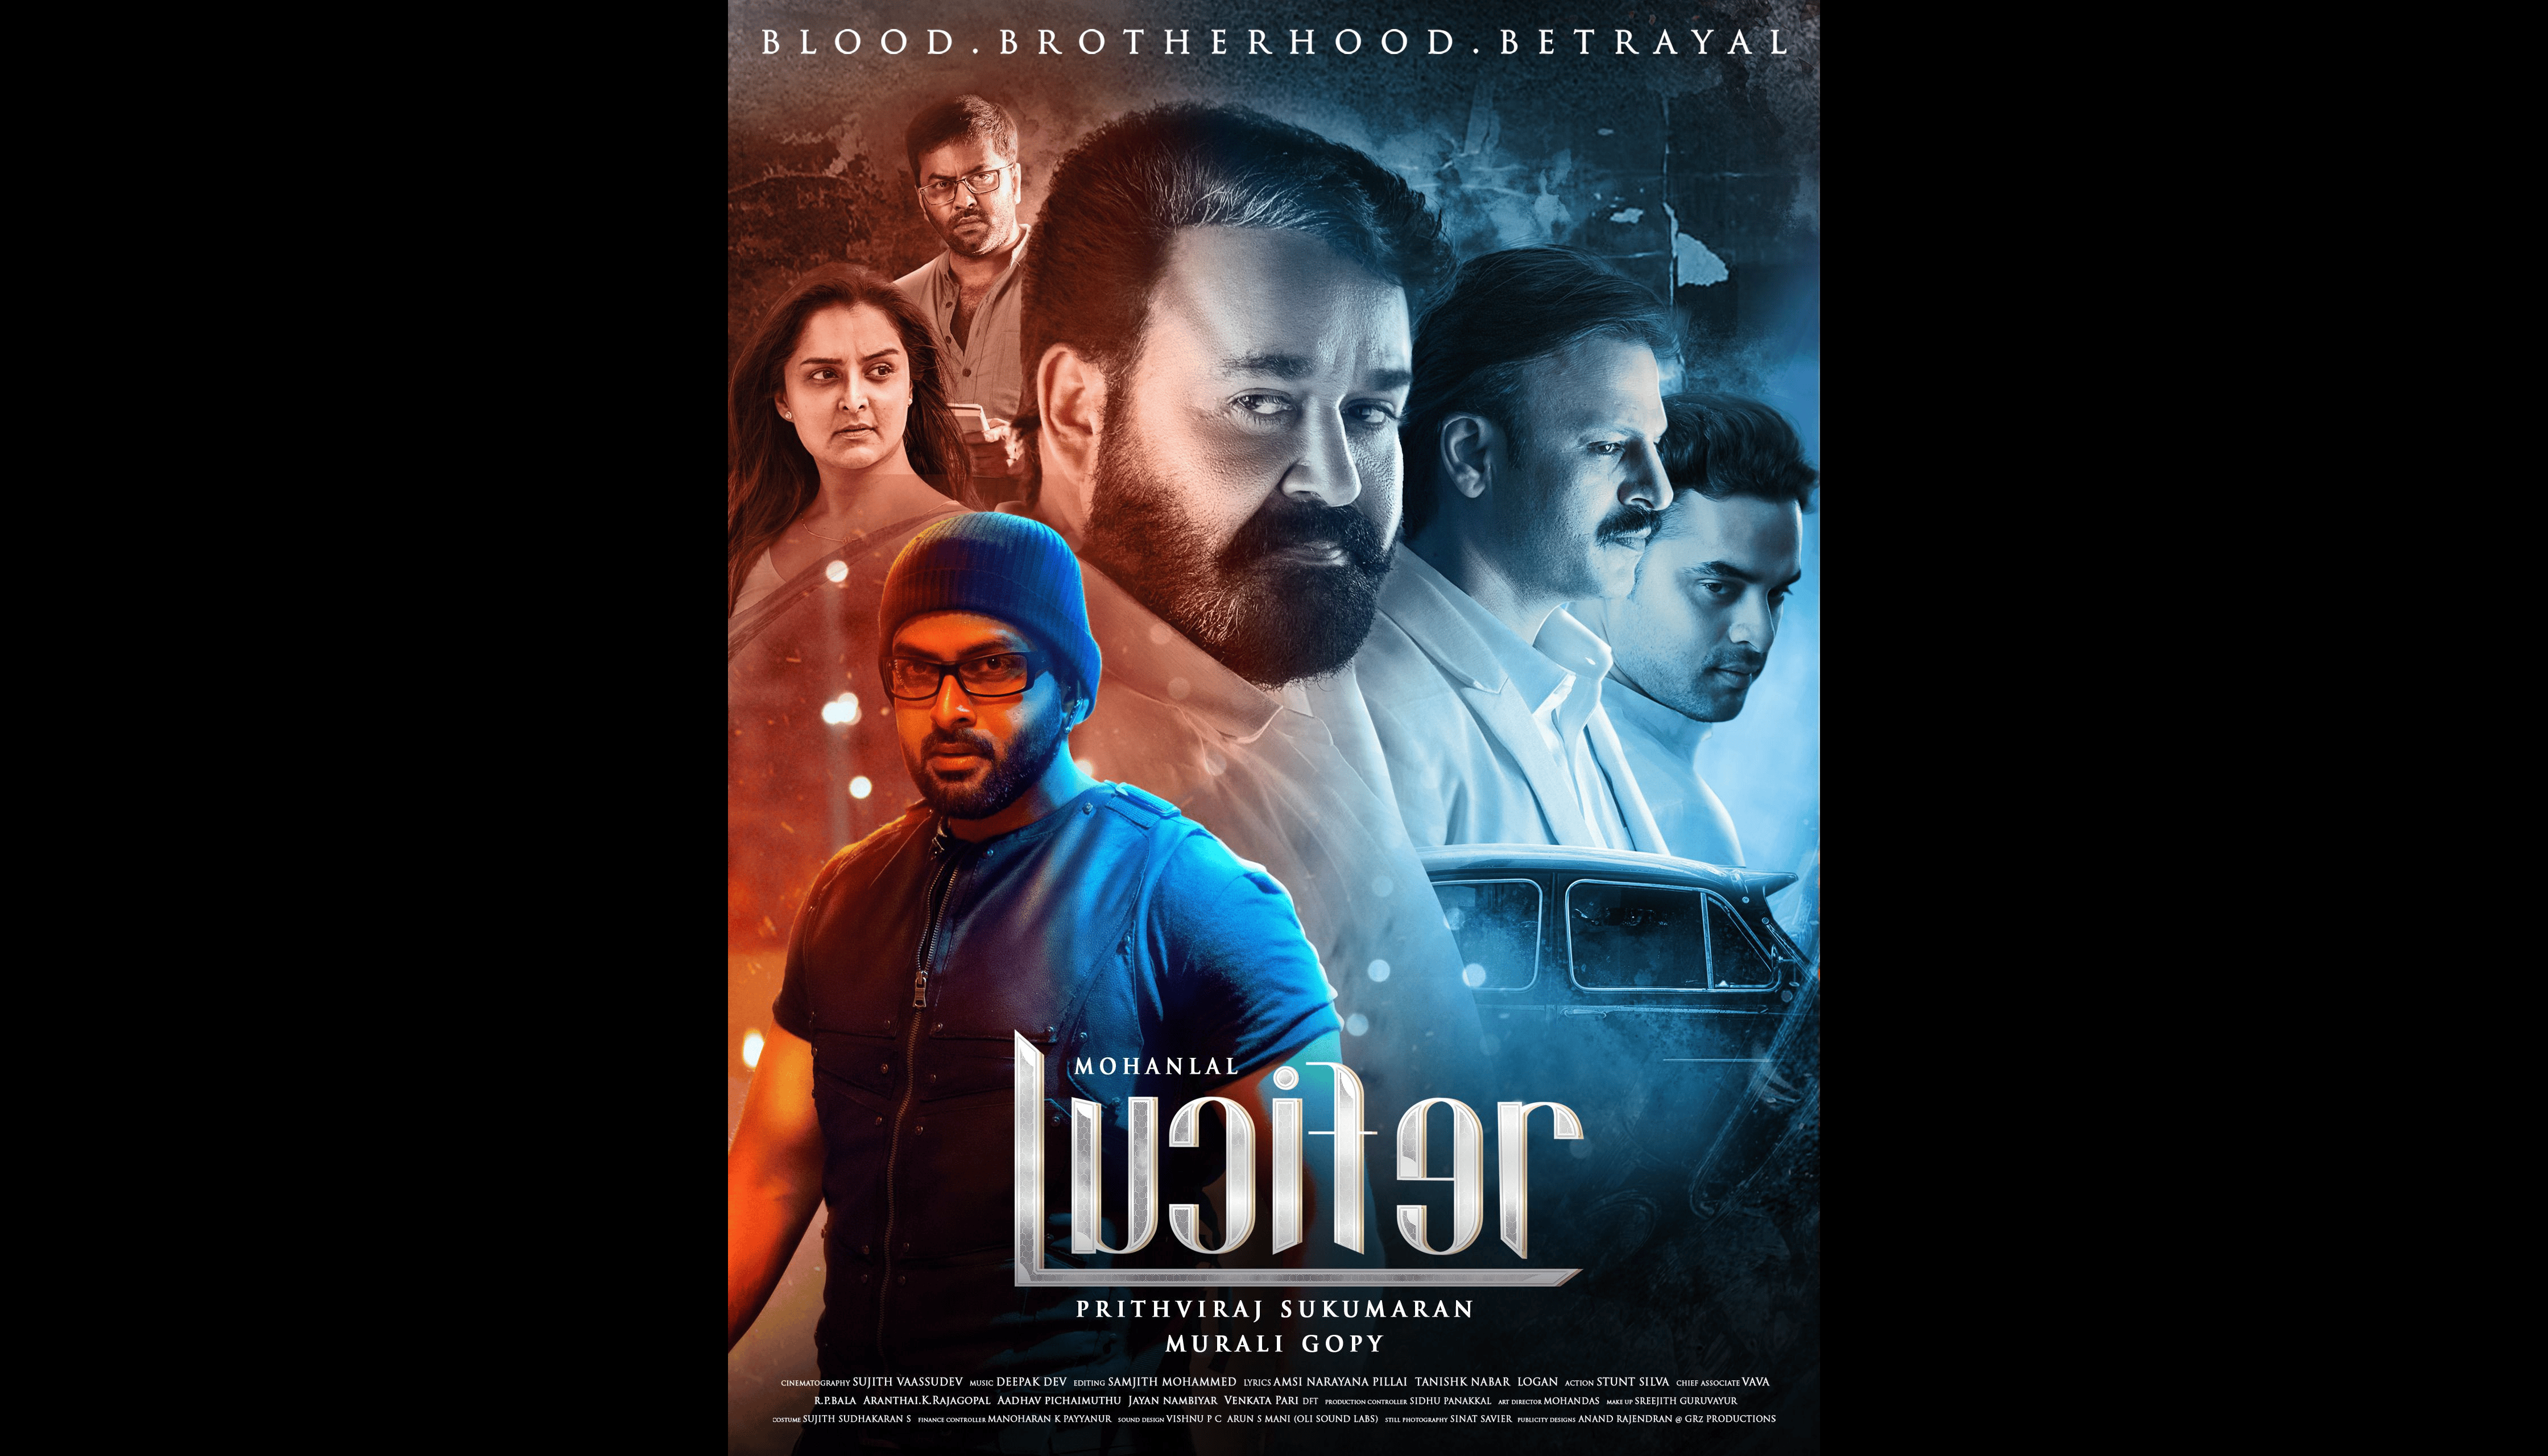 BLOOD.BROTHERHOOD.BETRAYAL
MOHANLAL
Lucifer
PRITHVIRAJ SUKUMARAN
MURALI GOPY
CINEMATOGRAPHY SUJITH VAASSUDEV MUSIC DEEPAK DEV EDITING SAMJITH MOHAMMED LYRICS AMSI NARAYANA PILLAI TANISHK NABAR LOGAN ACTION STUNT SILVA CHIEF ASSOCIATE VAVA
R.P.BALA ARANTHAI.K.RAJAGOPAL AADHAV PICHAIMUTHU JAYAN NAMBIYAR VENKATA PARI DFT PRODUCTION CONTROLLER SIDHU PANAKKAL ART DIRECTOR MOHANDAS MAKE UP SREEJITH GURUVAYUR
COSTUME SUJITH SUDHAKARAN S FINANCE CONTROLLER MANOHARAN K PAYYANUR SOUND DESIGN VISHNU P C ARUN S MANI (OLI SOUND LABS) STILL PHOTOGRAPHY SINAT SAVIER PUBLICITY DESIGNS ANAND RAJENDRAN @ GRZ PRODUCTIONS